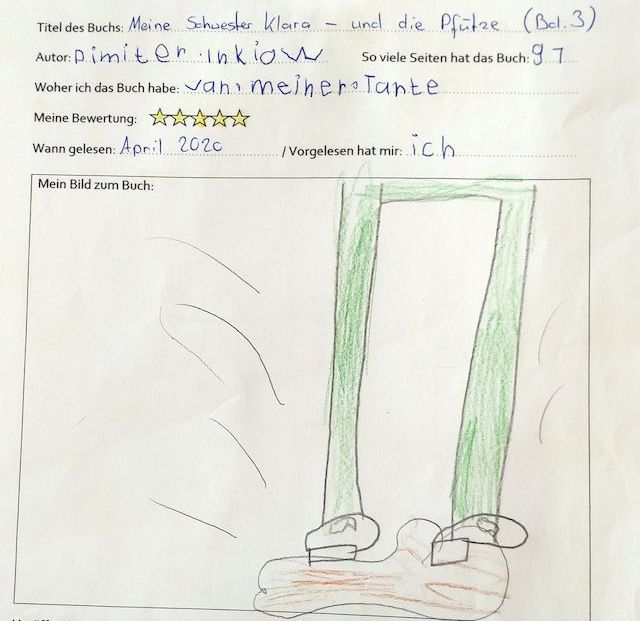 Titel des Buchs: Meine Schwester Klara – und die Pfütze (Bd. 3)
Autor: Dimiter Inkiow So viele Seiten hat das Buch: 97
Woher ich das Buch habe: van meiner Tante
Meine Bewertung:
Wann gelesen: April 2020 / Vorgelesen hat mir: ich
Mein Bild zum Buch: